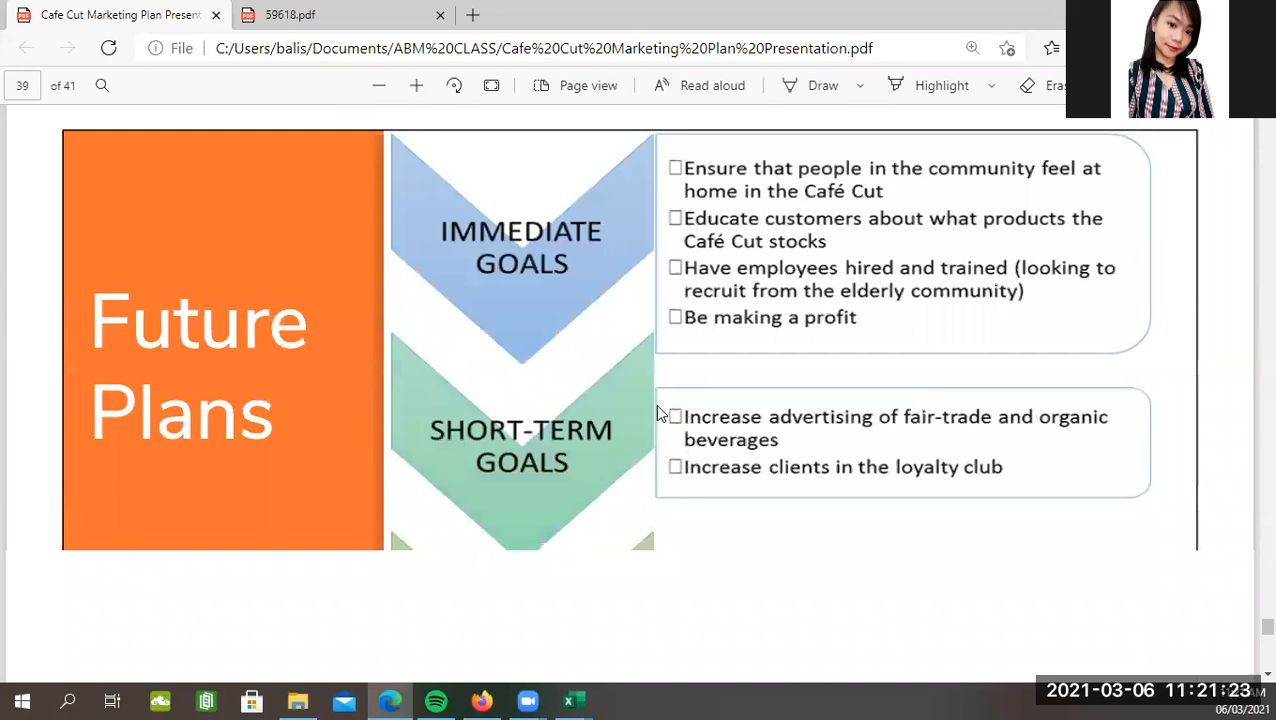 Cafe Cut Marketing Plan Present
59618.pdf
File C:/Users/balis/Documents/ABM%20CLASS/Cafe%20Cut%20Marketing%20Plan%20Presentation.pdf
39 of 41 Page view Read aloud Draw Highlight
Future
Plans
IMMEDIATE
GOALS
Ensure that people in the community feel at
home in the Café Cut
Educate customers about what products the
Café Cut stocks
Have employees hired and trained (looking to
recruit from the elderly community)
Be making a profit
SHORT-TERM
GOALS
Increase advertising of fair-trade and organic
beverages
Increase clients in the loyalty club
2021-03-06 11:21:23
06/03/2021